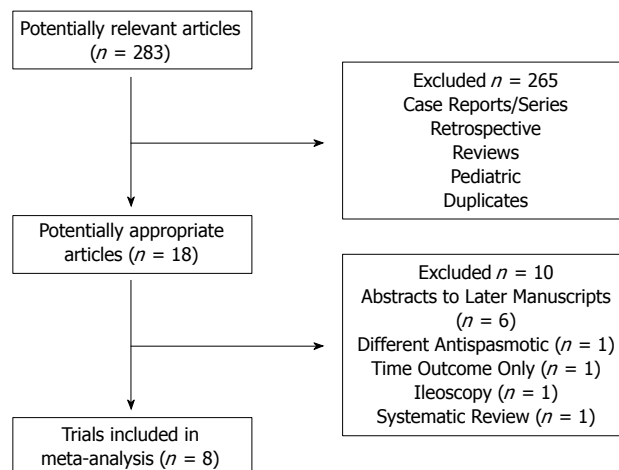 Potentially relevant articles
(n = 283)
Excluded n = 265
Case Reports/Series
Retrospective
Reviews
Pediatric
Duplicates
Potentially appropriate
articles (n = 18)
Excluded n = 10
Abstracts to Later Manuscripts
(n = 6)
Different Antispasmotic (n = 1)
Time Outcome Only (n = 1)
Ileoscopy (n = 1)
Systematic Review (n = 1)
Trials included in
meta-analysis (n = 8)